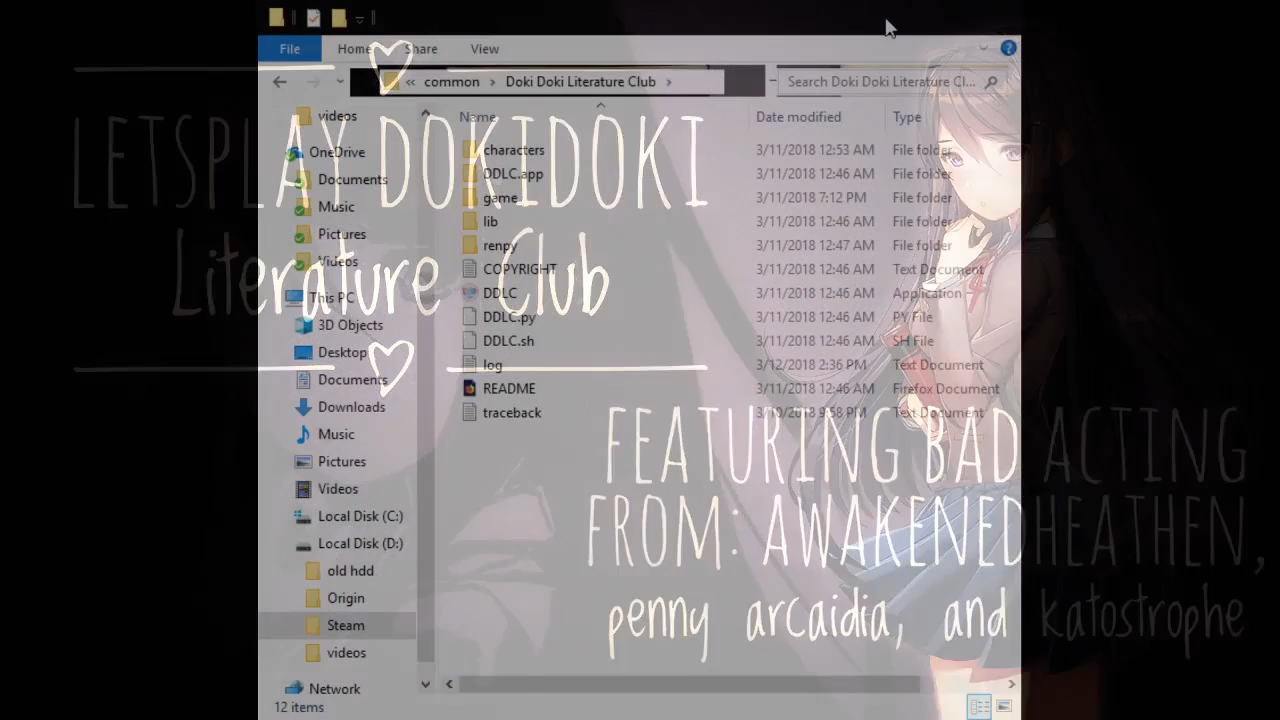 File Home Share View
« common > Doki Doki Literature Club > Search Doki Doki Literature Cl...
Name Date modified Type
videos
OneDrive
Documents
Music
Pictures
Videos
This PC
3D Objects
Desktop
Documents
Downloads
Music
Pictures
Videos
Local Disk (C:)
Local Disk (D:)
old hdd
Origin
Steam
videos
Network
characters 3/11/2018 12:53 AM File folder
DDLC.app 3/11/2018 12:46 AM File folder
game 3/11/2018 7:12 PM File folder
lib 3/11/2018 12:46 AM File folder
renpy 3/11/2018 12:47 AM File folder
COPYRIGHT 3/11/2018 12:46 AM Text Document
DDLC 3/11/2018 12:46 AM Application
DDLC.py 3/11/2018 12:46 AM PY File
DDLC.sh 3/11/2018 12:46 AM SH File
log 3/12/2018 2:36 PM Text Document
README 3/11/2018 12:46 AM Firefox Document
traceback 3/10/2018 9:58 PM Text Document
12 items
LETSPLAY DOKIDOKI
Literature Club
FEATURING BAD ACTING
FROM: AWAKENEDHEATHEN,
penny arcaidia, and katostrophe